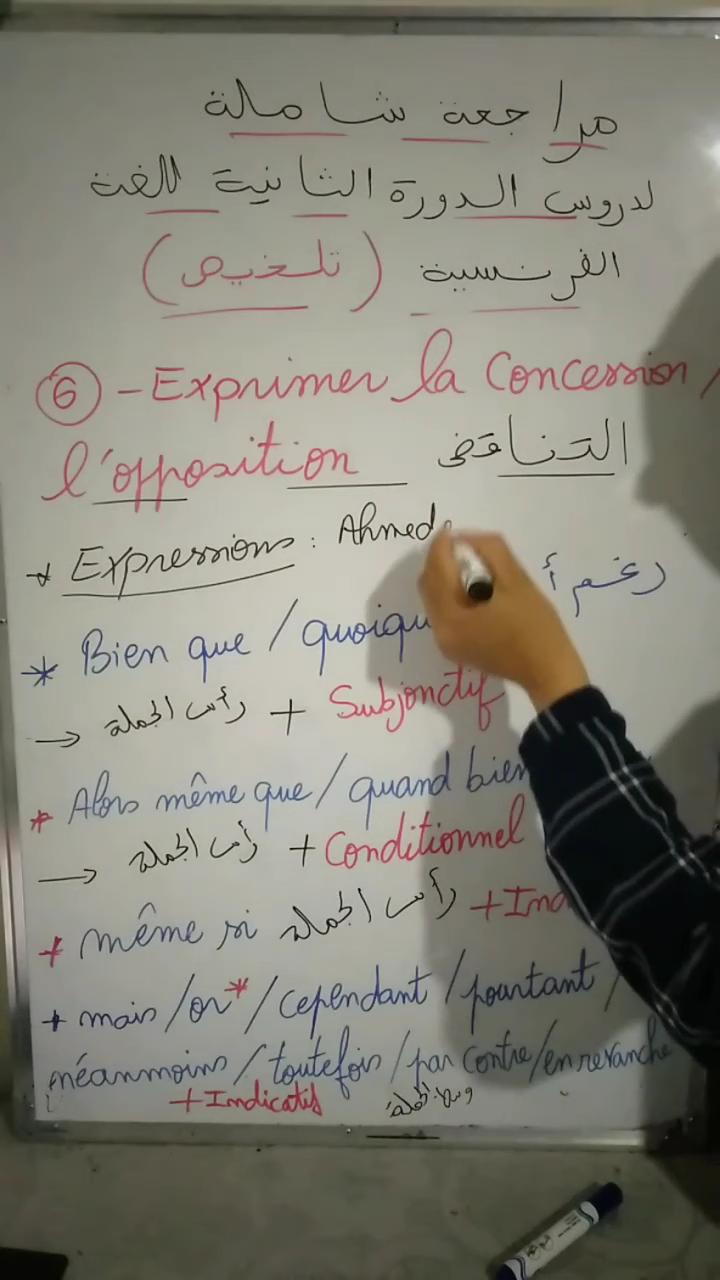 مراجعة شاملة
لدروس الدورة الثانية للغة
الفرنسية (تلخيص)
⑥ - Exprimer la concession /
l'opposition التناقض
* Expressions : Ahmed
* Bien que / quoiqu رغم أ
→ رأس الجملة + Subjonctif
* Alors même que / quand bien
→ رأس الجملة + Conditionnel
+ même si رأس الجملة + Ind
+ mais / or* / cependant / pourtant /
néanmoins / toutefois / par contre / en revanche
+ Indicatif وسط الجملة